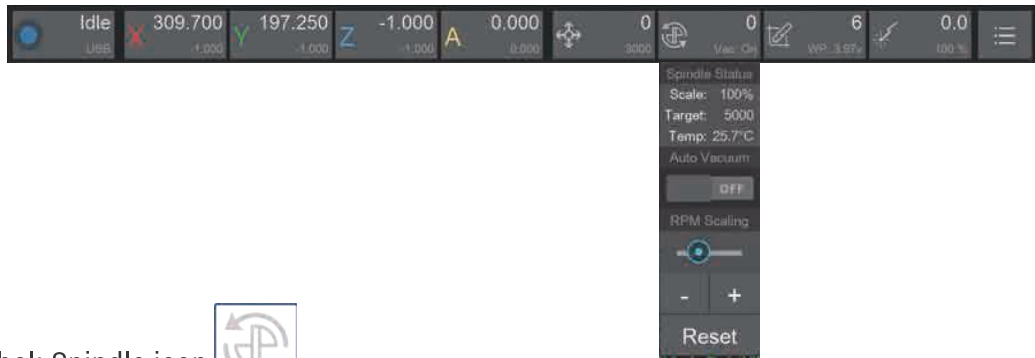 Idle X 309.700 Y 197.250 Z -1.000 A 0.000 0 0 6 0.0
USB -1.000 -1.000 -1.000 0.000 3000 Vac: On WP: 3.97v 100 %
Spindle Status
Scale: 100%
Target: 5000
Temp: 25.7°C
Auto Vacuum
OFF
RPM Scaling
- +
Reset
Spindle icon